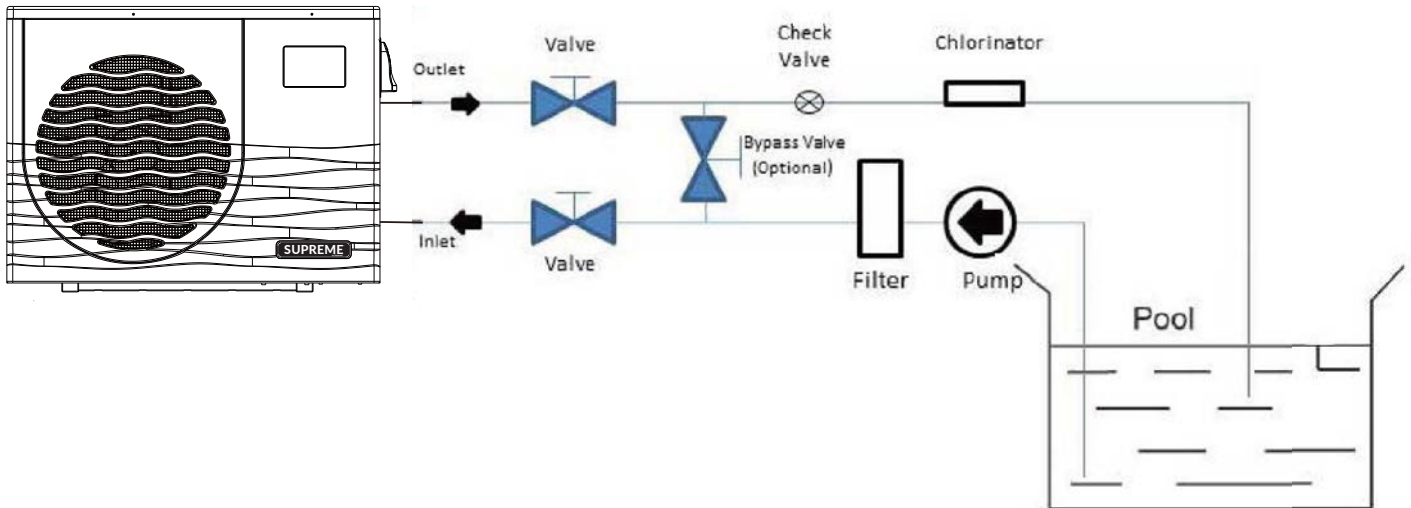 Valve
Check
Valve
Chlorinator
Outlet
Bypass Valve
(Optional)
Inlet
SUPREME
Valve
Filter
Pump
Pool